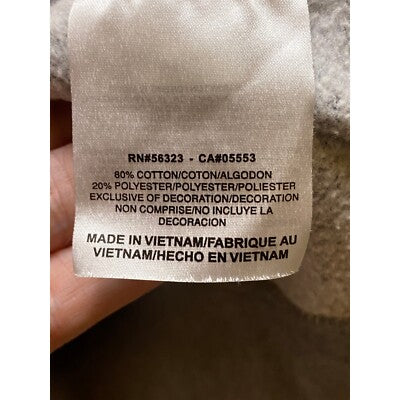 RN#56323 - CA#05553
80% COTTON/COTON/ALGODON
20% POLYESTER/POLYESTER/POLIESTER
EXCLUSIVE OF DECORATION/DECORATION
NON COMPRISE/NO INCLUYE LA
DECORACION
MADE IN VIETNAM/FABRIQUE AU
VIETNAM/HECHO EN VIETNAM